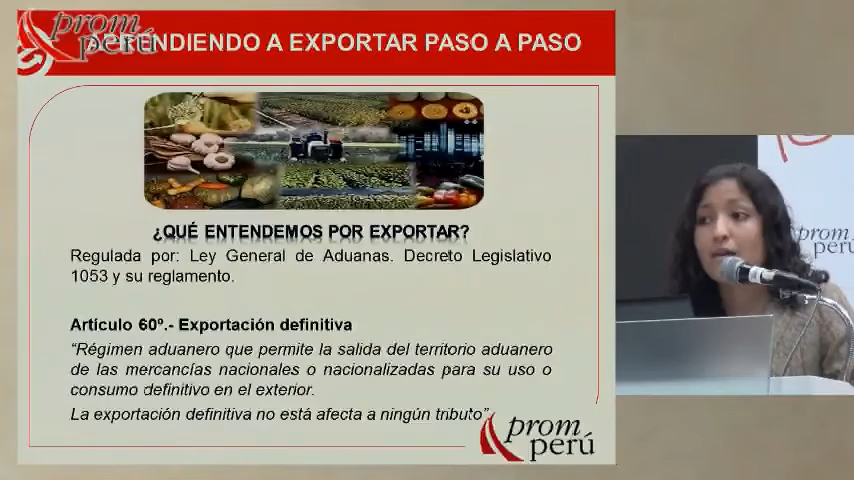 prom
perú
APRENDIENDO A EXPORTAR PASO A PASO
¿QUÉ ENTENDEMOS POR EXPORTAR?
Regulada por: Ley General de Aduanas. Decreto Legislativo
1053 y su reglamento.
Artículo 60º.- Exportación definitiva
“Régimen aduanero que permite la salida del territorio aduanero
de las mercancías nacionales o nacionalizadas para su uso o
consumo definitivo en el exterior.
La exportación definitiva no está afecta a ningún tributo”
prom
perú
prom
perú